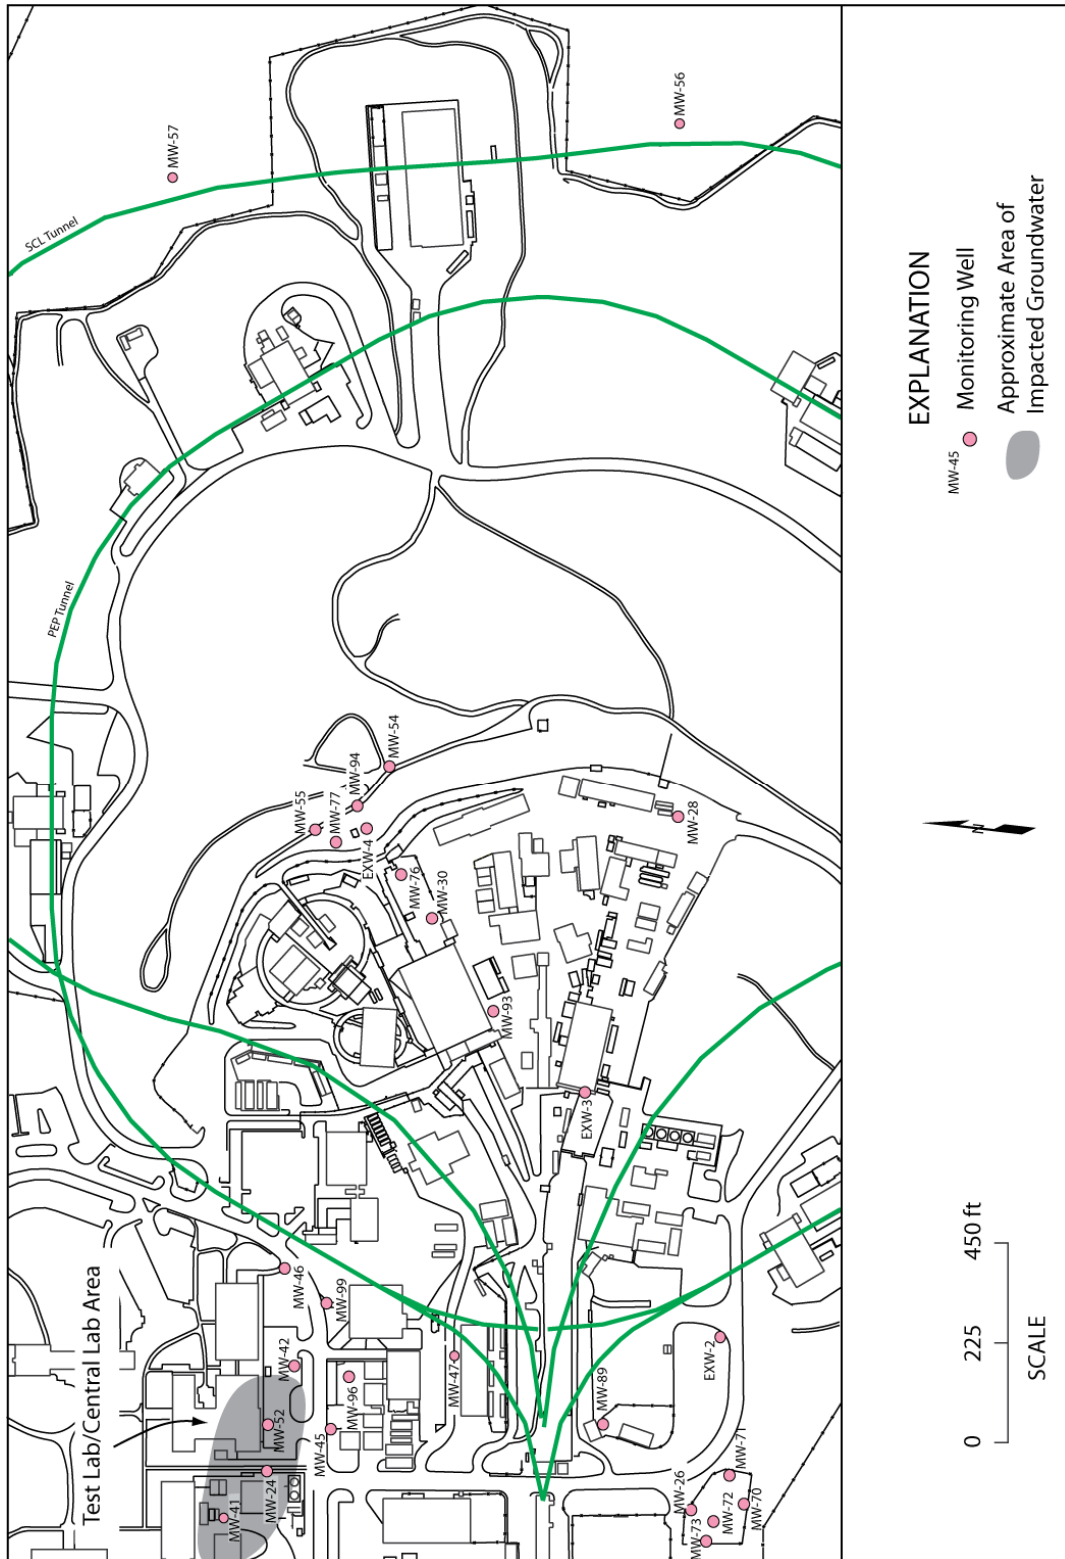 MW-57
MW-56
SCL Tunnel
PEP Tunnel
MW-55
MW-77
MW-94
MW-54
EXW-4
MW-76
MW-30
MW-28
MW-93
EXW-3
Test Lab/Central Lab Area
MW-46
MW-99
MW-42
MW-96
MW-47
MW-52
MW-45
MW-24
MW-41
MW-89
EXW-2
MW-26
MW-71
MW-72
MW-70
MW-73
EXPLANATION
MW-45
Monitoring Well
Approximate Area of
Impacted Groundwater
N
0 225 450 ft
SCALE